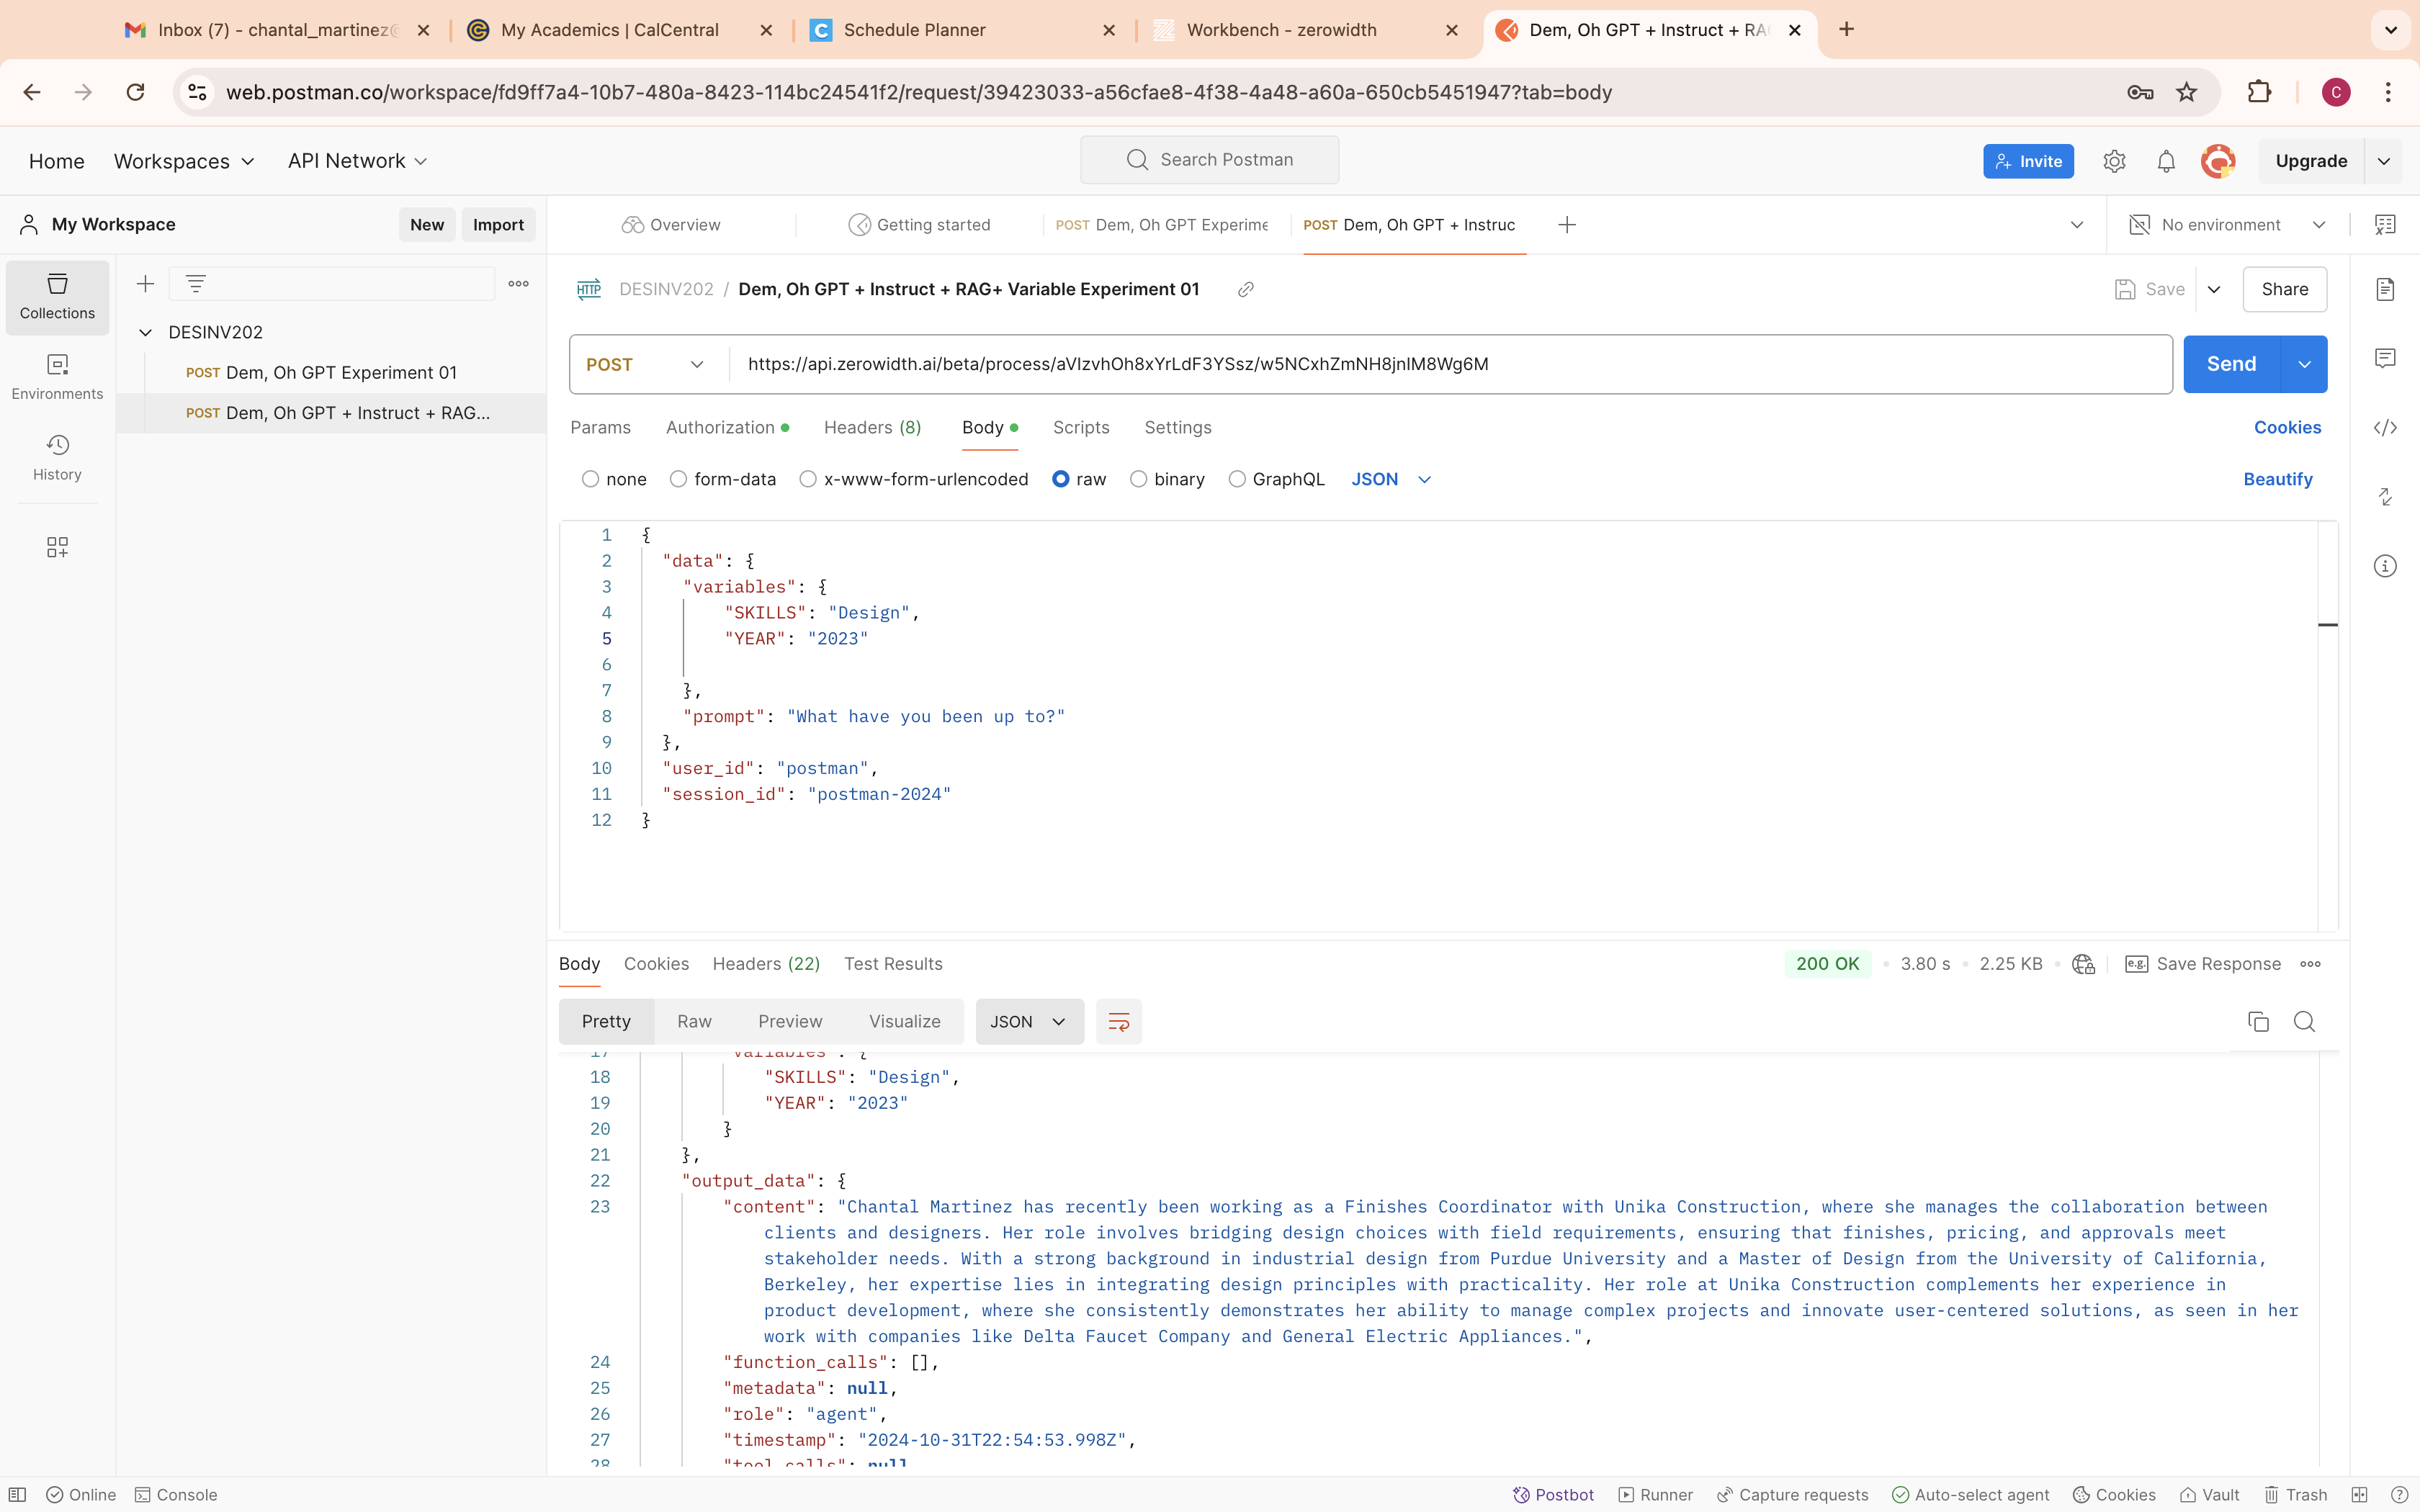 Inbox (7) - chantal_martinez@
My Academics | CalCentral
Schedule Planner
Workbench - zerowidth
Dem, Oh GPT + Instruct + RA
web.postman.co/workspace/fd9ff7a4-10b7-480a-8423-114bc24541f2/request/39423033-a56cfae8-4f38-4a48-a60a-650cb5451947?tab=body
C
Home Workspaces API Network
Search Postman
Invite
Upgrade
My Workspace
New Import
Overview
Getting started
POST Dem, Oh GPT Experime
POST Dem, Oh GPT + Instruc
No environment
Collections
Environments
History
DESINV202
POST Dem, Oh GPT Experiment 01
POST Dem, Oh GPT + Instruct + RAG...
HTTP DESINV202 / Dem, Oh GPT + Instruct + RAG+ Variable Experiment 01
Save Share
POST https://api.zerowidth.ai/beta/process/aVIzvhOh8xYrLdF3YSsz/w5NCxhZmNH8jnIM8Wg6M
Send
Params Authorization Headers (8) Body Scripts Settings
Cookies
none form-data x-www-form-urlencoded raw binary GraphQL JSON
Beautify
1 {
2 "data": {
3 "variables": {
4 "SKILLS": "Design",
5 "YEAR": "2023"
6
7 },
8 "prompt": "What have you been up to?"
9 },
10 "user_id": "postman",
11 "session_id": "postman-2024"
12 }
Body Cookies Headers (22) Test Results
200 OK • 3.80 s • 2.25 KB
e.g. Save Response
Pretty Raw Preview Visualize JSON
17 "variables": {
18 "SKILLS": "Design",
19 "YEAR": "2023"
20 }
21 },
22 "output_data": {
23 "content": "Chantal Martinez has recently been working as a Finishes Coordinator with Unika Construction, where she manages the collaboration between
clients and designers. Her role involves bridging design choices with field requirements, ensuring that finishes, pricing, and approvals meet
stakeholder needs. With a strong background in industrial design from Purdue University and a Master of Design from the University of California,
Berkeley, her expertise lies in integrating design principles with practicality. Her role at Unika Construction complements her experience in
product development, where she consistently demonstrates her ability to manage complex projects and innovate user-centered solutions, as seen in her
work with companies like Delta Faucet Company and General Electric Appliances.",
24 "function_calls": [],
25 "metadata": null,
26 "role": "agent",
27 "timestamp": "2024-10-31T22:54:53.998Z",
28 "tool_calls": null
Online Console
Postbot Runner Capture requests Auto-select agent Cookies Vault Trash